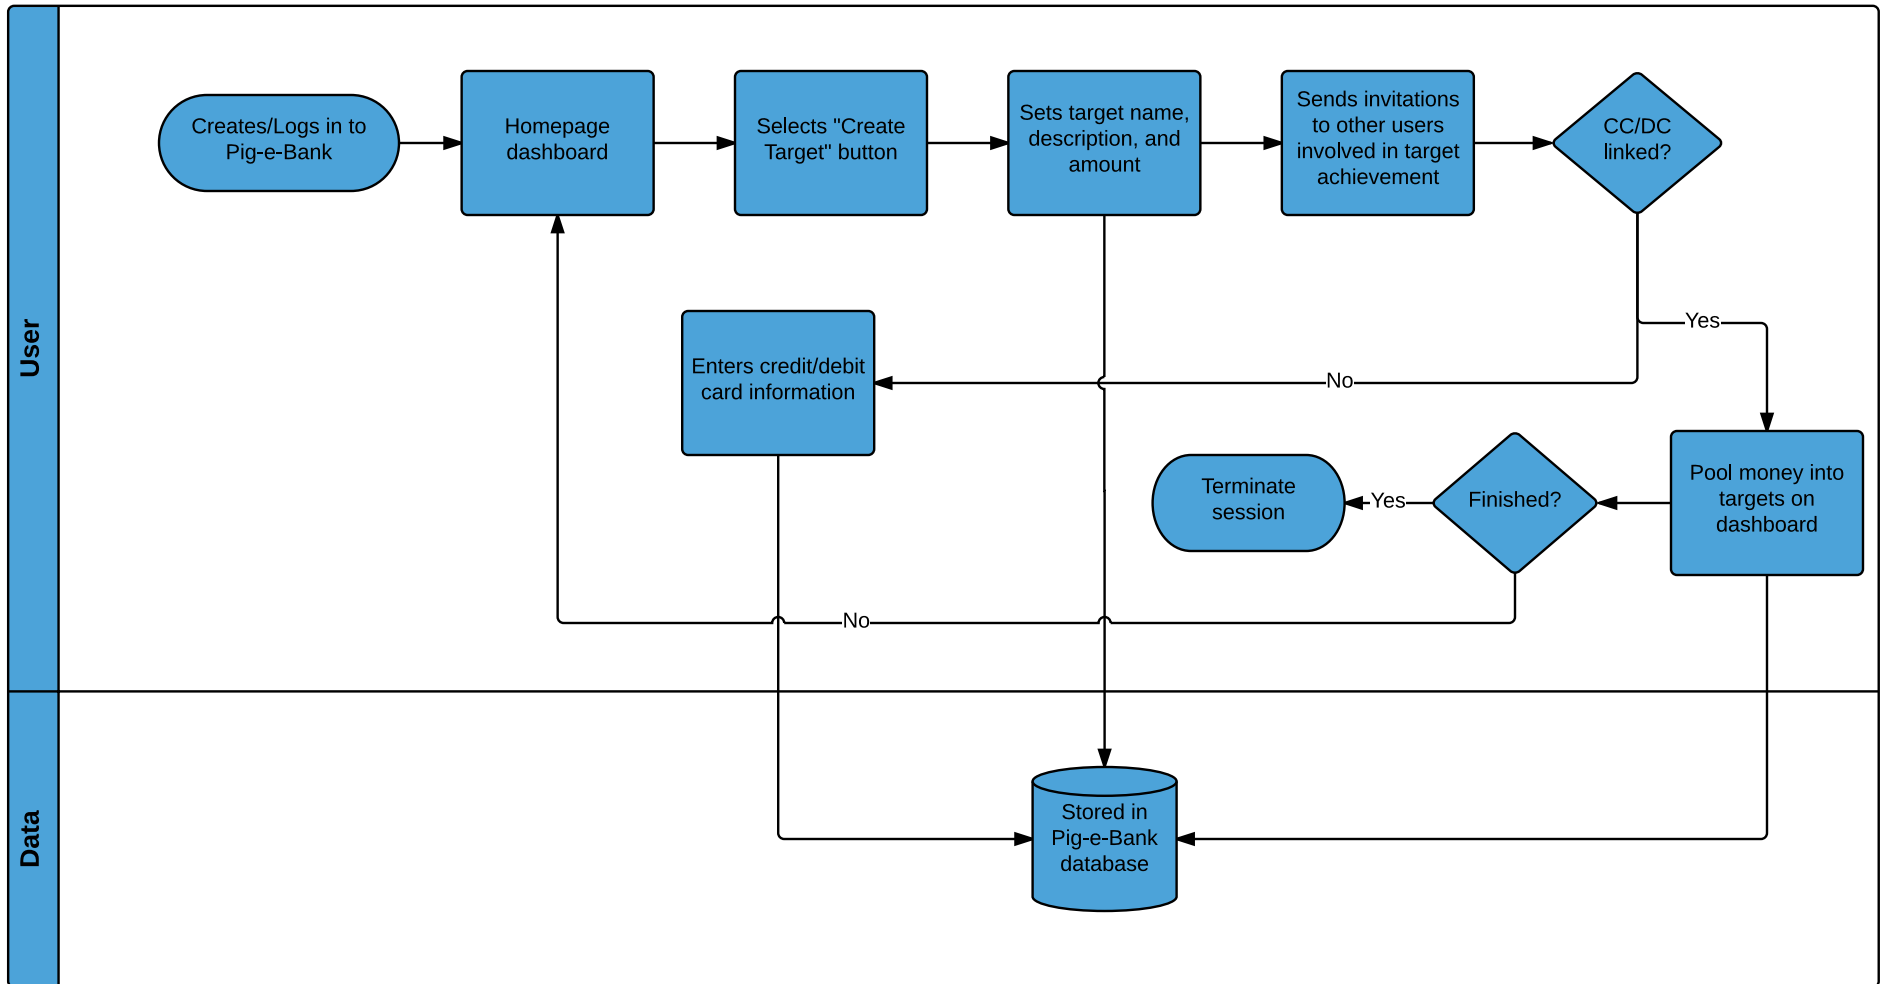 User
Creates/Logs in to
Pig-e-Bank
Homepage
dashboard
Selects "Create
Target" button
Sets target name,
description, and
amount
Sends invitations
to other users
involved in target
achievement
CC/DC
linked?
Yes
No
Enters credit/debit
card information
Pool money into
targets on
dashboard
Finished?
Yes
Terminate
session
No
Data
Stored in
Pig-e-Bank
database